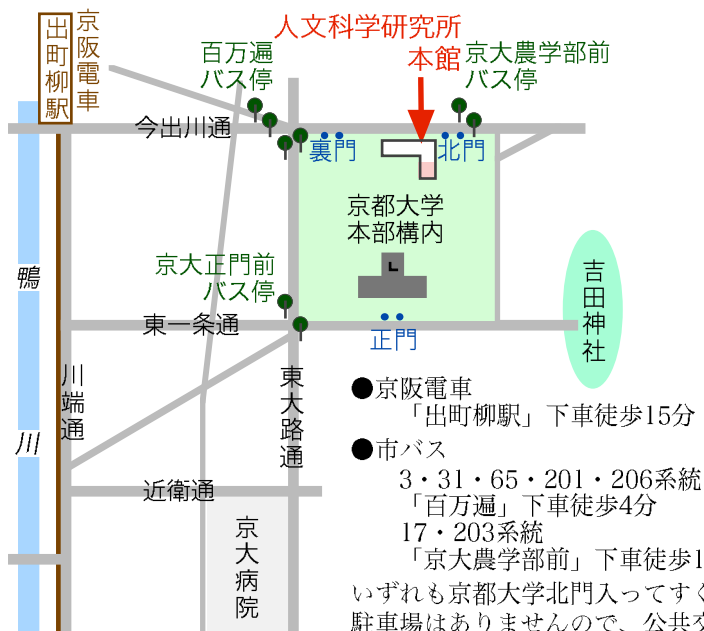 京阪電車
出町柳駅
百万遍
バス停
人文科学研究所
本館
京大農学部前
バス停
今出川通
裏門
北門
京都大学
本部構内
京大正門前
バス停
東一条通
正門
吉田神社
鴨
川
川端通
東大路通
近衛通
京大病院
●京阪電車
「出町柳駅」下車徒歩15分
●市バス
3・31・65・201・206系統
「百万遍」下車徒歩4分
17・203系統
「京大農学部前」下車徒歩1
いずれも京都大学北門入ってすぐ
駐車場はありませんので、公共交